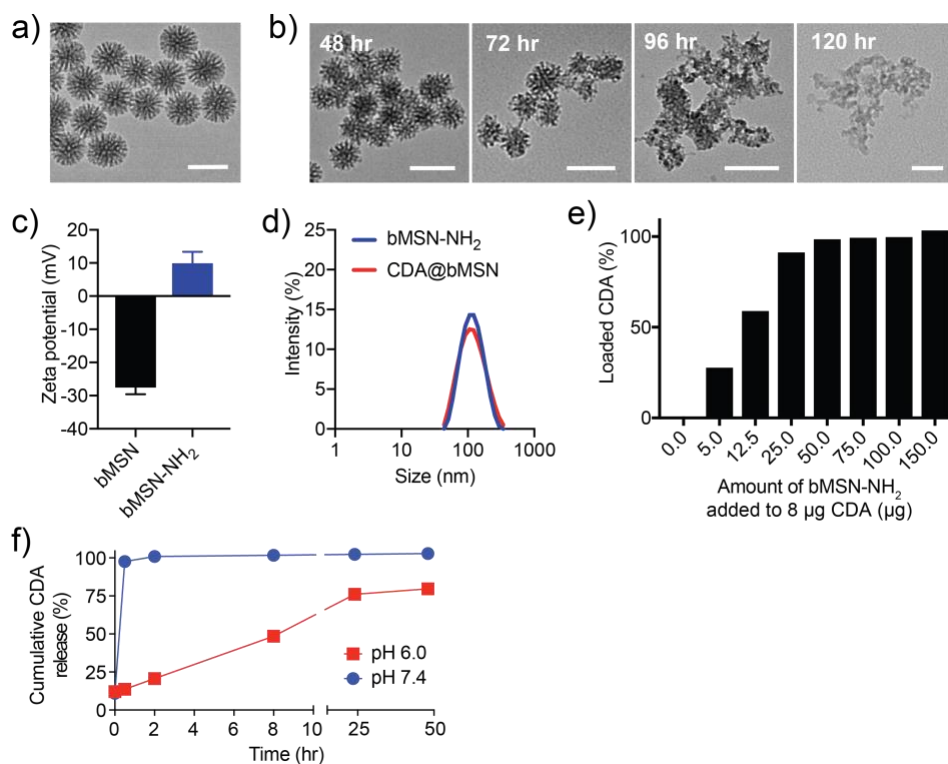 a)
b)
48 hr
72 hr
96 hr
120 hr
c)
Zeta potential (mV)
20
10
0
-10
-20
-30
-40
bMSN
bMSN-NH₂
d)
bMSN-NH₂
CDA@bMSN
Intensity (%)
25
20
15
10
5
0
1
10
100
1000
Size (nm)
e)
Loaded CDA (%)
100
50
0
0.0
5.0
12.5
25.0
50.0
75.0
100.0
150.0
Amount of bMSN-NH₂
added to 8 µg CDA (µg)
f)
Cumulative CDA
release (%)
100
75
50
25
0
pH 6.0
pH 7.4
0
2
4
6
8
10
25
50
Time (hr)